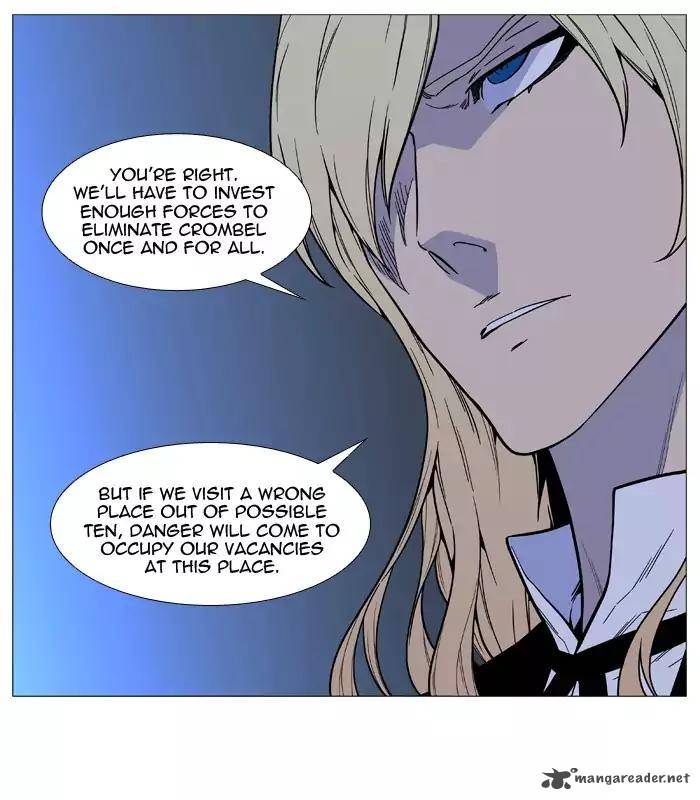 YOU'RE RIGHT.
WE'LL HAVE TO INVEST
ENOUGH FORCES TO
ELIMINATE CROMBEL
ONCE AND FOR ALL.
BUT IF WE VISIT A WRONG
PLACE OUT OF POSSIBLE
TEN, DANGER WILL COME TO
OCCUPY OUR VACANCIES
AT THIS PLACE.
mangareader.net